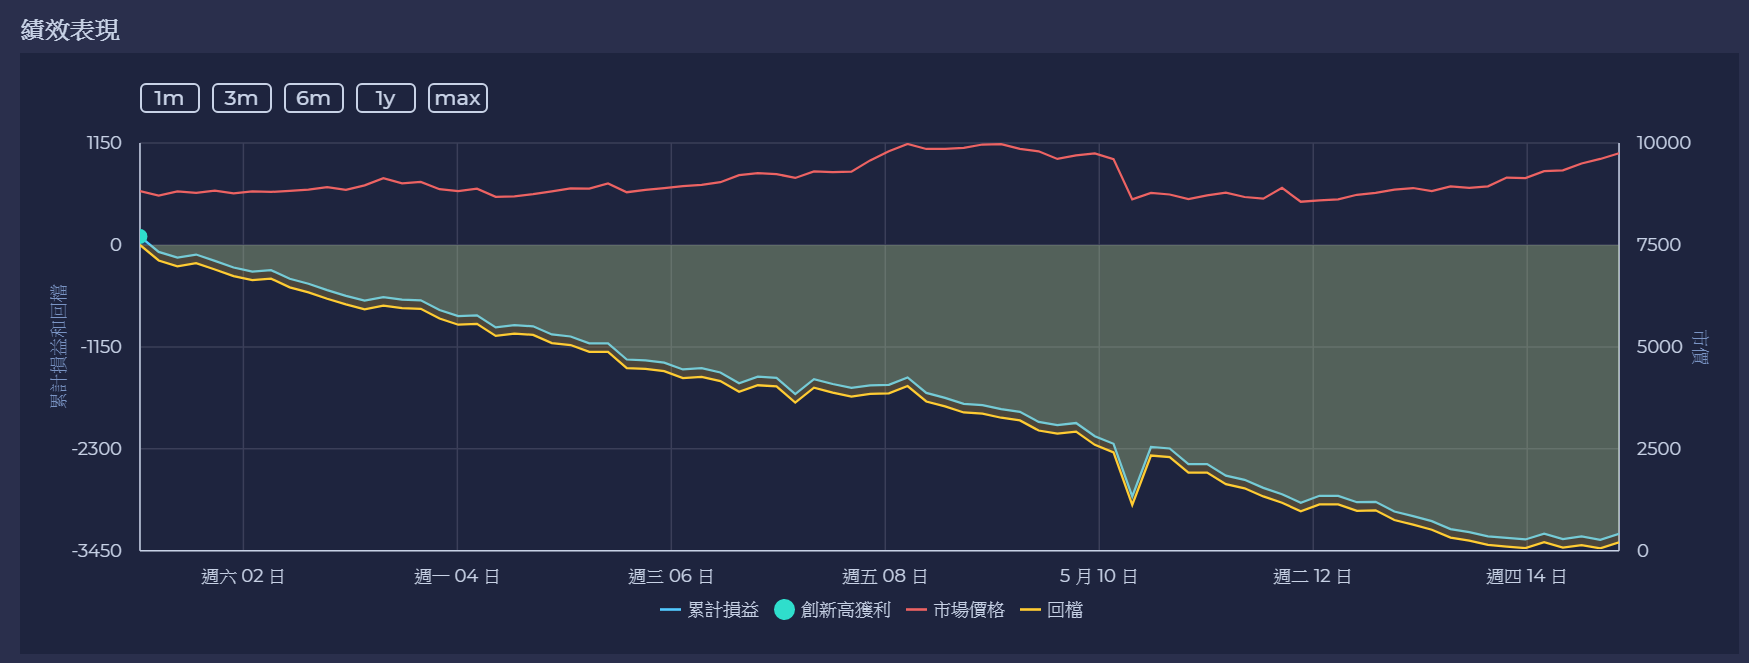 績效表現
1m 3m 6m 1y max
1150
0
-1150
-2300
-3450
累計損益和回檔
10000
7500
5000
2500
0
市價
週六 02 日 週一 04 日 週三 06 日 週五 08 日 5 月 10 日 週二 12 日 週四 14 日
累計損益 創新高獲利 市場價格 回檔